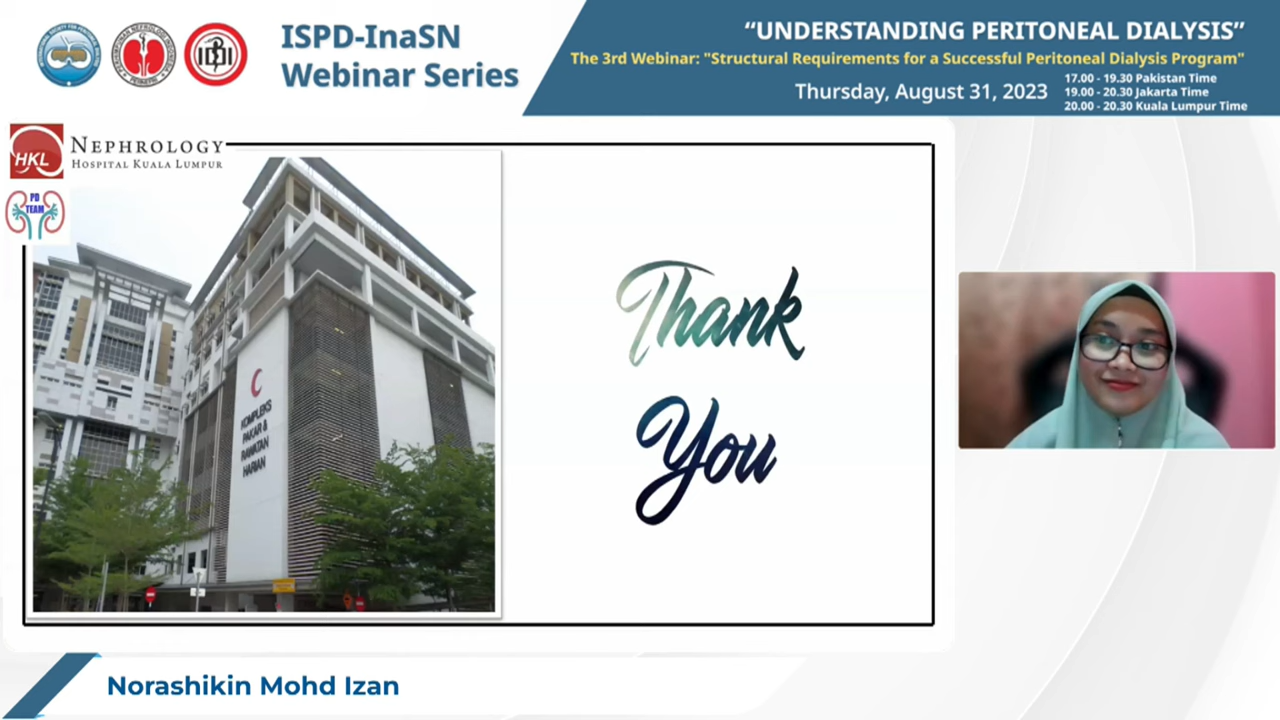 ISPD-InaSN
Webinar Series
“UNDERSTANDING PERITONEAL DIALYSIS”
The 3rd Webinar: "Structural Requirements for a Successful Peritoneal Dialysis Program"
Thursday, August 31, 2023
17.00 - 19.30 Pakistan Time
19.00 - 20.30 Jakarta Time
20.00 - 20.30 Kuala Lumpur Time
HKL
NEPHROLOGY
HOSPITAL KUALA LUMPUR
PD
TEAM
KOMPLEKS
PAKAR &
RAWATAN
HARIAN
Thank
You
Norashikin Mohd Izan